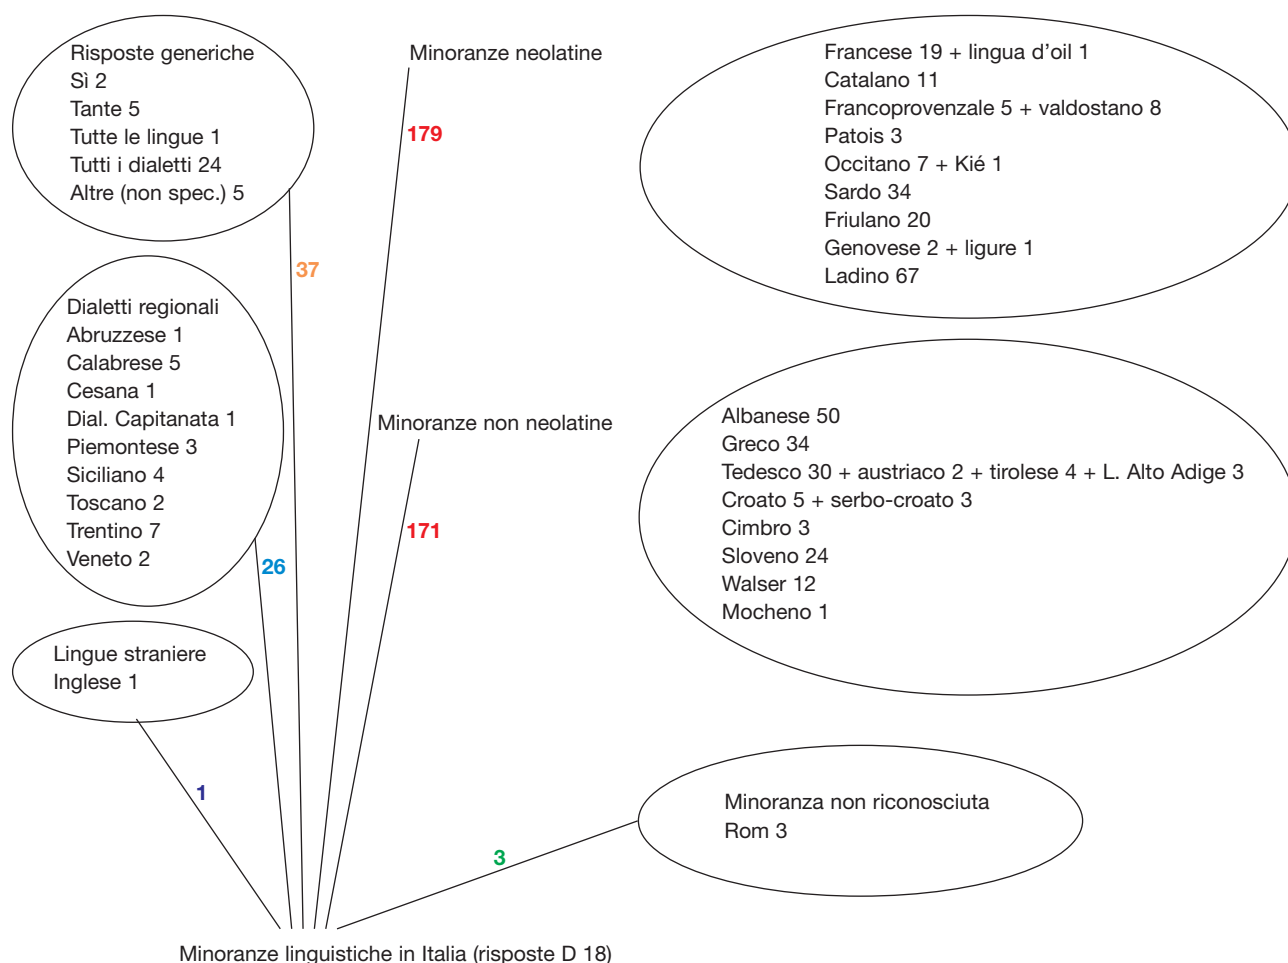 Risposte generiche
Sì 2
Tante 5
Tutte le lingue 1
Tutti i dialetti 24
Altre (non spec.) 5
37
Dialetti regionali
Abruzzese 1
Calabrese 5
Cesana 1
Dial. Capitanata 1
Piemontese 3
Siciliano 4
Toscano 2
Trentino 7
Veneto 2
26
Lingue straniere
Inglese 1
1
Minoranze neolatine
179
Francese 19 + lingua d’oil 1
Catalano 11
Francoprovenzale 5 + valdostano 8
Patois 3
Occitano 7 + Kié 1
Sardo 34
Friulano 20
Genovese 2 + ligure 1
Ladino 67
Minoranze non neolatine
171
Albanese 50
Greco 34
Tedesco 30 + austriaco 2 + tirolese 4 + L. Alto Adige 3
Croato 5 + serbo-croato 3
Cimbro 3
Sloveno 24
Walser 12
Mocheno 1
Minoranza non riconosciuta
Rom 3
3
Minoranze linguistiche in Italia (risposte D 18)